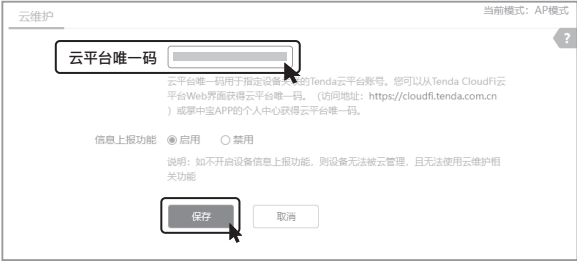 云维护
当前模式：AP模式
?
云平台唯一码
云平台唯一码用于指定设备关联的Tenda云平台账号。您可以从Tenda CloudFi云
平台Web界面获得云平台唯一码。（访问地址：https://cloudfi.tenda.com.cn
）或掌中宝APP的个人中心获得云平台唯一码。
信息上报功能 启用 禁用
说明：如不开启设备信息上报功能，则设备无法被云管理，且无法使用云维护相
关功能
保存 取消